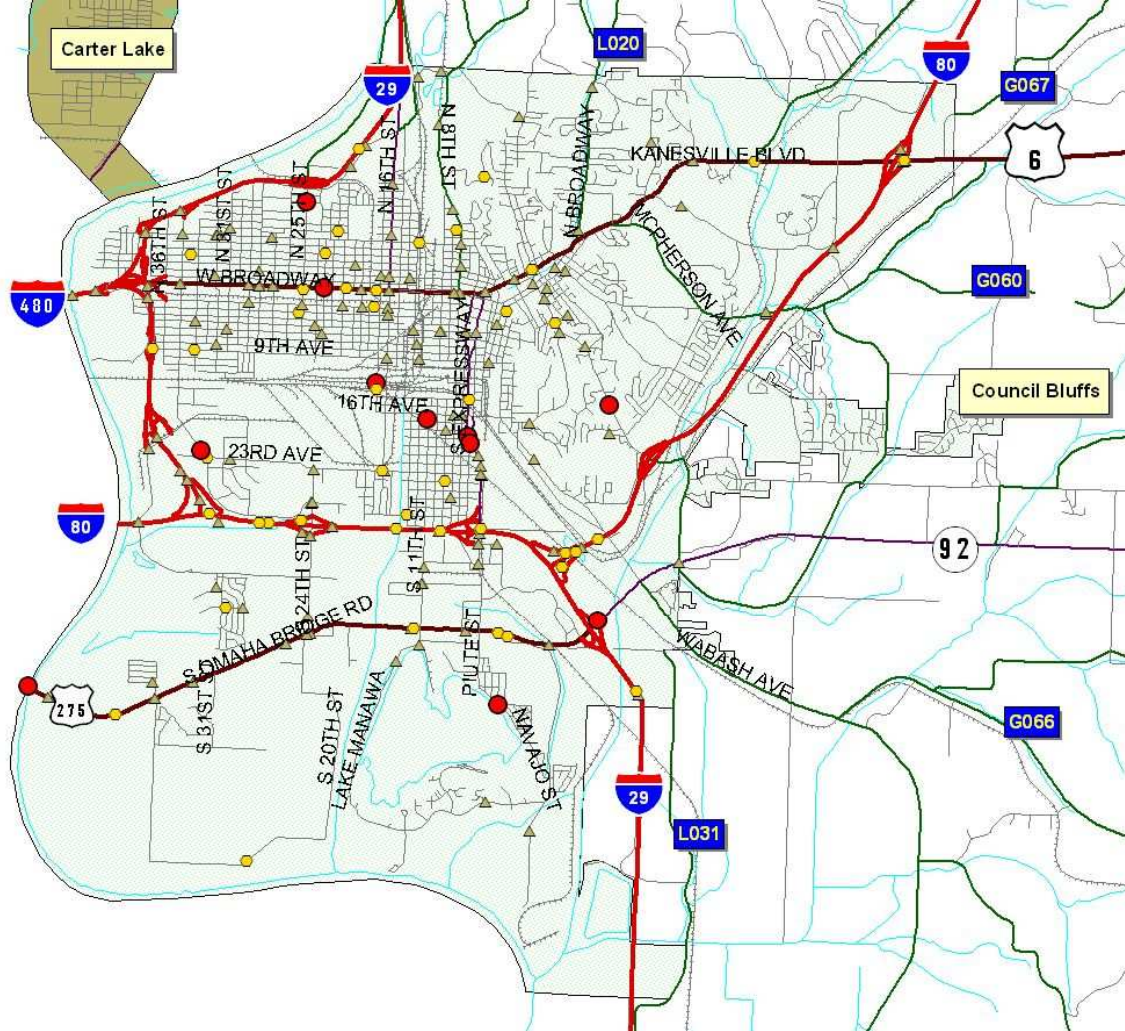 Carter Lake
L020
80
29
G067
N 16TH ST
N 8TH ST
N BROADWAY
KANESVILLE BLVD
6
N 25TH ST
N 31ST ST
N 36TH ST
MCPHERSON AVE
W BROADWAY
G060
480
9TH AVE
S EXPRESSWAY
Council Bluffs
16TH AVE
23RD AVE
80
S 11TH ST
92
S 24TH ST
S OMAHA BRIDGE RD
PIUTE ST
WABASH AVE
275
S 31ST S
S 20TH ST
LAKE MANAWA
NAVAJO ST
G066
29
L031